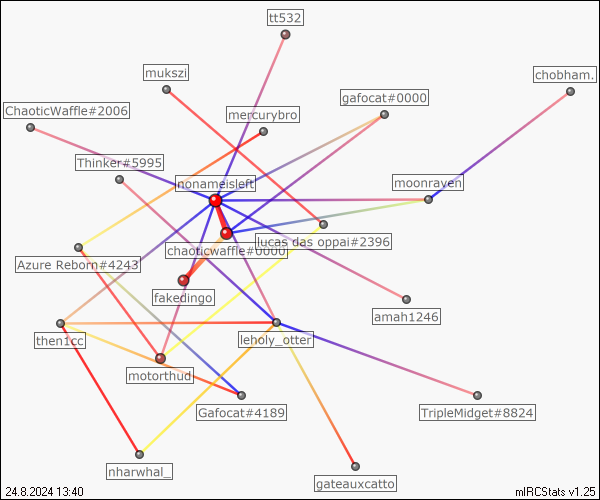 tt532
mukszi
chobham.
gafocat#0000
ChaoticWaffle#2006
mercurybro
Thinker#5995
nonameisleft
moonraven
lucas das oppai#2396
chaoticwaffle#0000
Azure Reborn#4243
fakedingo
amah1246
then1cc
leholy_otter
motorthud
Gafocat#4189
TripleMidget#8824
nharwhal_
gateauxcatto
24.8.2024 13:40
mIRCStats v1.25